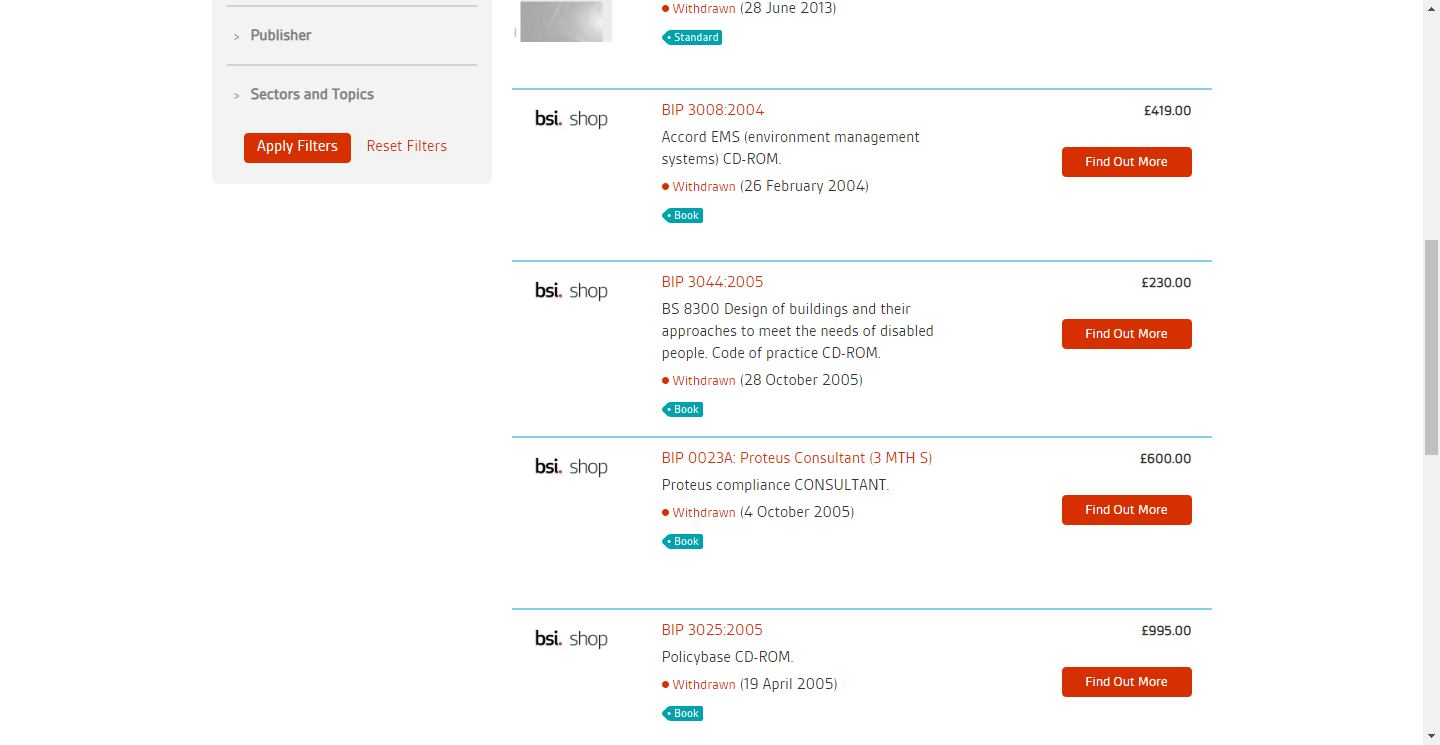 > Publisher
> Sectors and Topics
Apply Filters Reset Filters
Withdrawn (28 June 2013)
Standard
bsi. shop
BIP 3008:2004
£419.00
Accord EMS (environment management
systems) CD-ROM.
Find Out More
Withdrawn (26 February 2004)
Book
bsi. shop
BIP 3044:2005
£230.00
BS 8300 Design of buildings and their
approaches to meet the needs of disabled
people. Code of practice CD-ROM.
Find Out More
Withdrawn (28 October 2005)
Book
bsi. shop
BIP 0023A: Proteus Consultant (3 MTH S)
£600.00
Proteus compliance CONSULTANT.
Find Out More
Withdrawn (4 October 2005)
Book
bsi. shop
BIP 3025:2005
£995.00
Policybase CD-ROM.
Find Out More
Withdrawn (19 April 2005)
Book